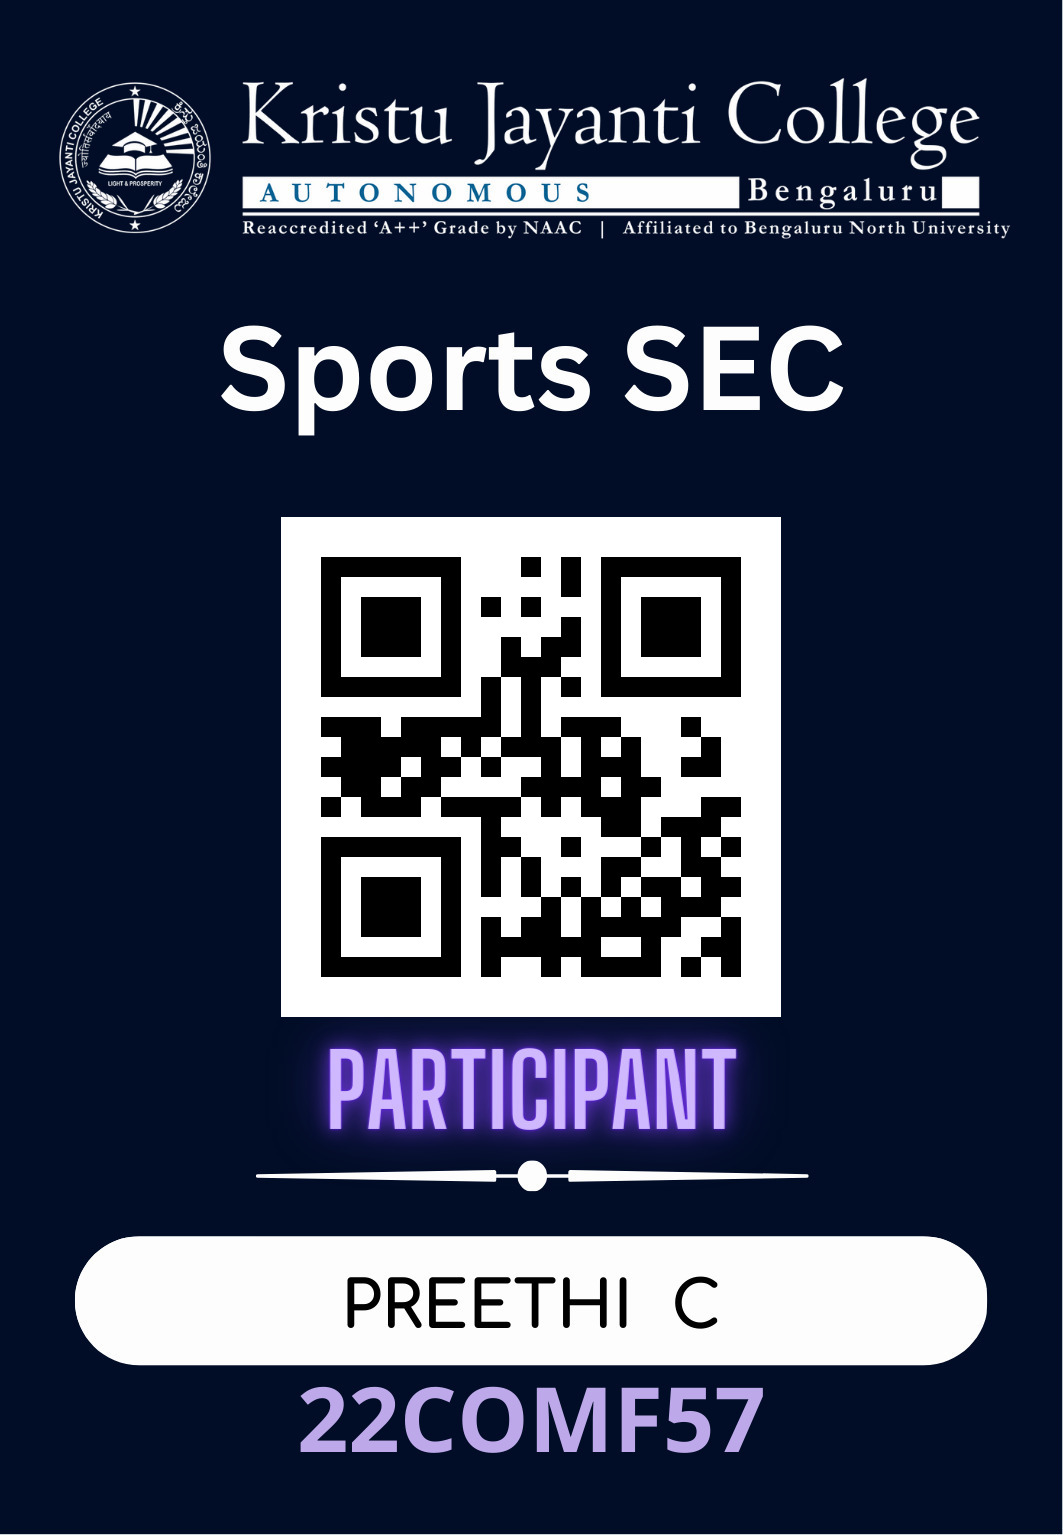 Kristu Jayanti College
AUTONOMOUS Bengaluru
Reaccredited ‘A++’ Grade by NAAC | Affiliated to Bengaluru North University
KRISTU JAYANTI COLLEGE
LIGHT & PROSPERITY
Sports SEC
PARTICIPANT
PREETHI C
22COMF57